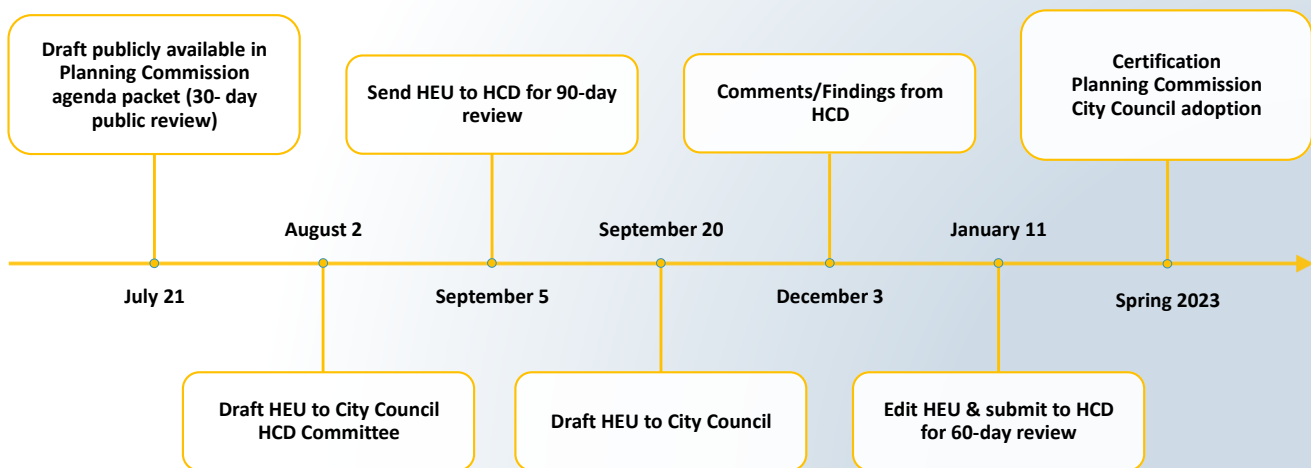 Draft publicly available in
Planning Commission
agenda packet (30- day
public review)
Send HEU to HCD for 90-day
review
Comments/Findings from
HCD
Certification
Planning Commission
City Council adoption
August 2
September 20
January 11
July 21
September 5
December 3
Spring 2023
Draft HEU to City Council
HCD Committee
Draft HEU to City Council
Edit HEU & submit to HCD
for 60-day review